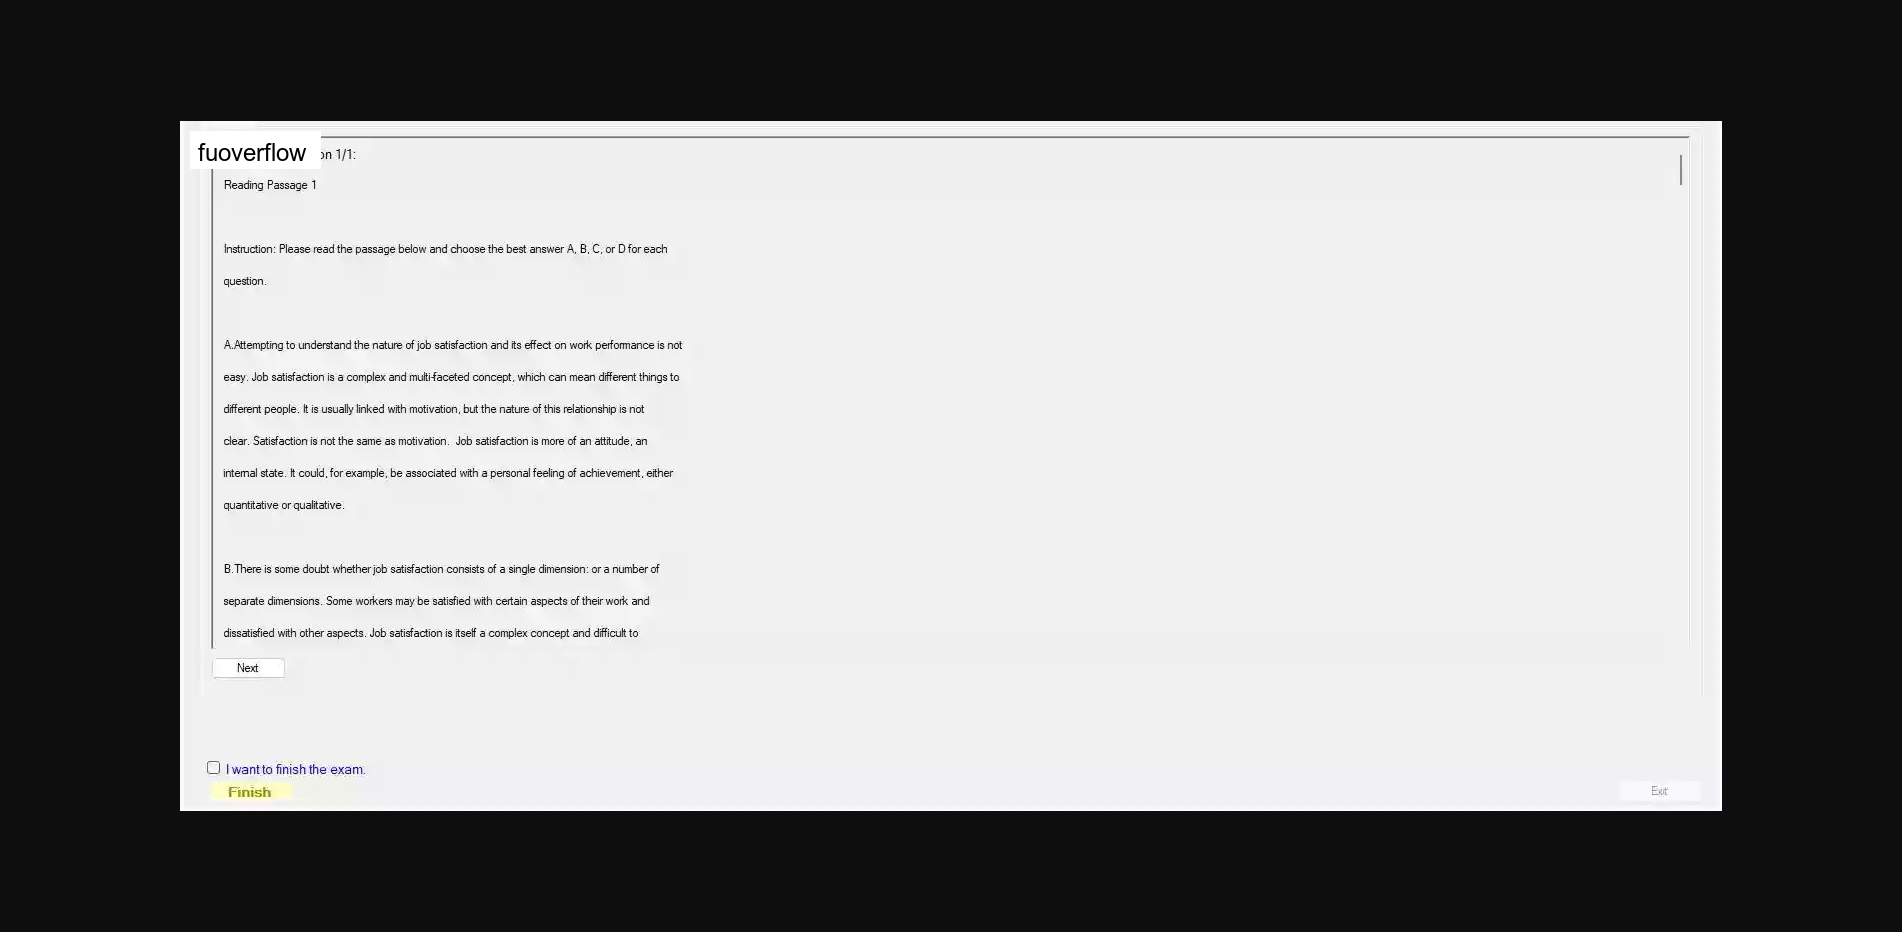 fuoverflow
on 1/1:
Reading Passage 1
Instruction: Please read the passage below and choose the best answer A, B, C, or D for each
question.
A.Attempting to understand the nature of job satisfaction and its effect on work performance is not
easy. Job satisfaction is a complex and multi-faceted concept, which can mean different things to
different people. It is usually linked with motivation, but the nature of this relationship is not
clear. Satisfaction is not the same as motivation.  Job satisfaction is more of an attitude, an
internal state. It could, for example, be associated with a personal feeling of achievement, either
quantitative or qualitative.
B.There is some doubt whether job satisfaction consists of a single dimension: or a number of
separate dimensions. Some workers may be satisfied with certain aspects of their work and
dissatisfied with other aspects. Job satisfaction is itself a complex concept and difficult to
Next
I want to finish the exam.
Finish
Exit